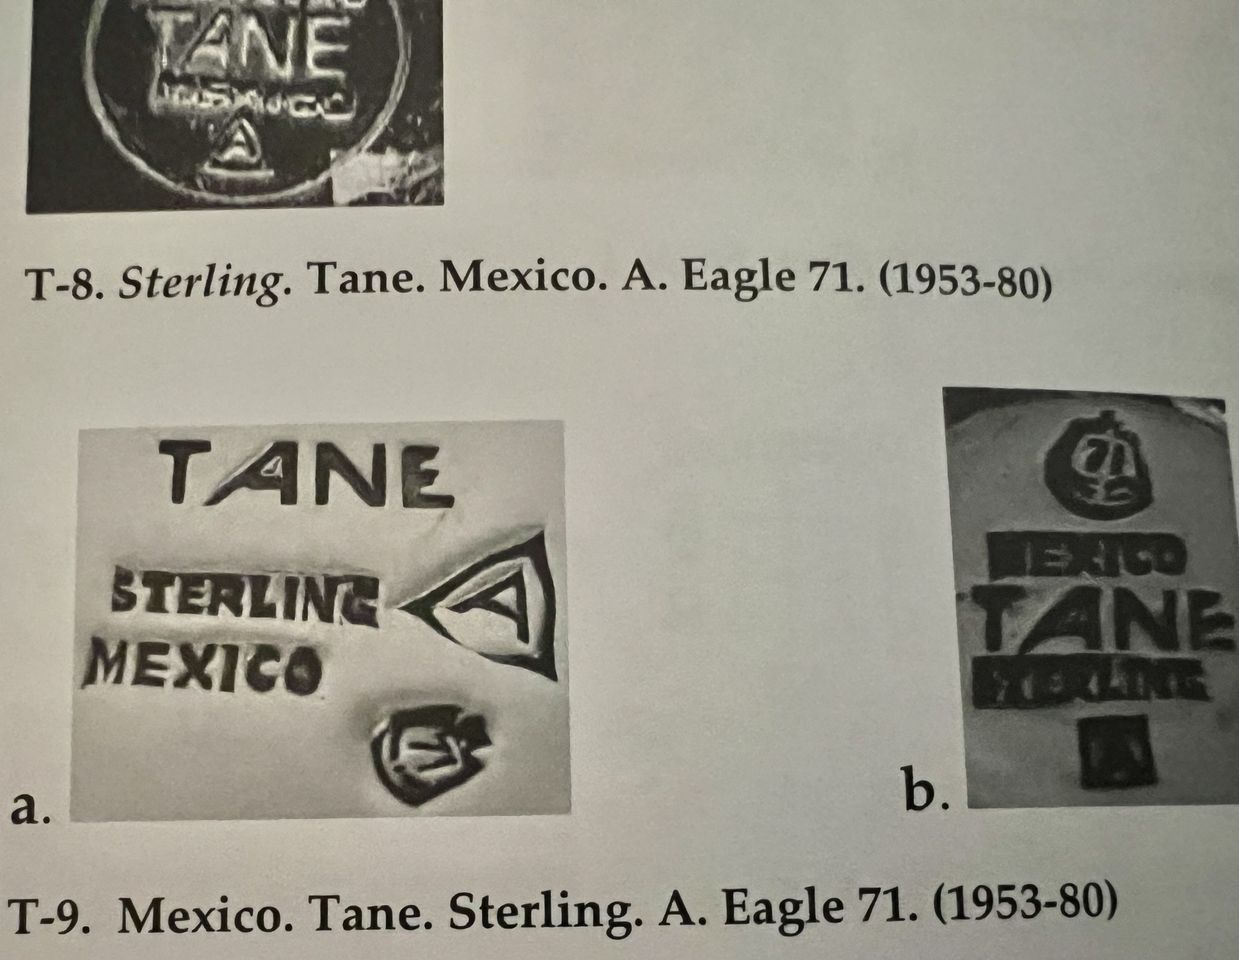 TANE
A
T-8. Sterling. Tane. Mexico. A. Eagle 71. (1953-80)
TANE
STERLING
MEXICO
A
a.
71
MEXICO
TANE
STERLING
b.
T-9. Mexico. Tane. Sterling. A. Eagle 71. (1953-80)